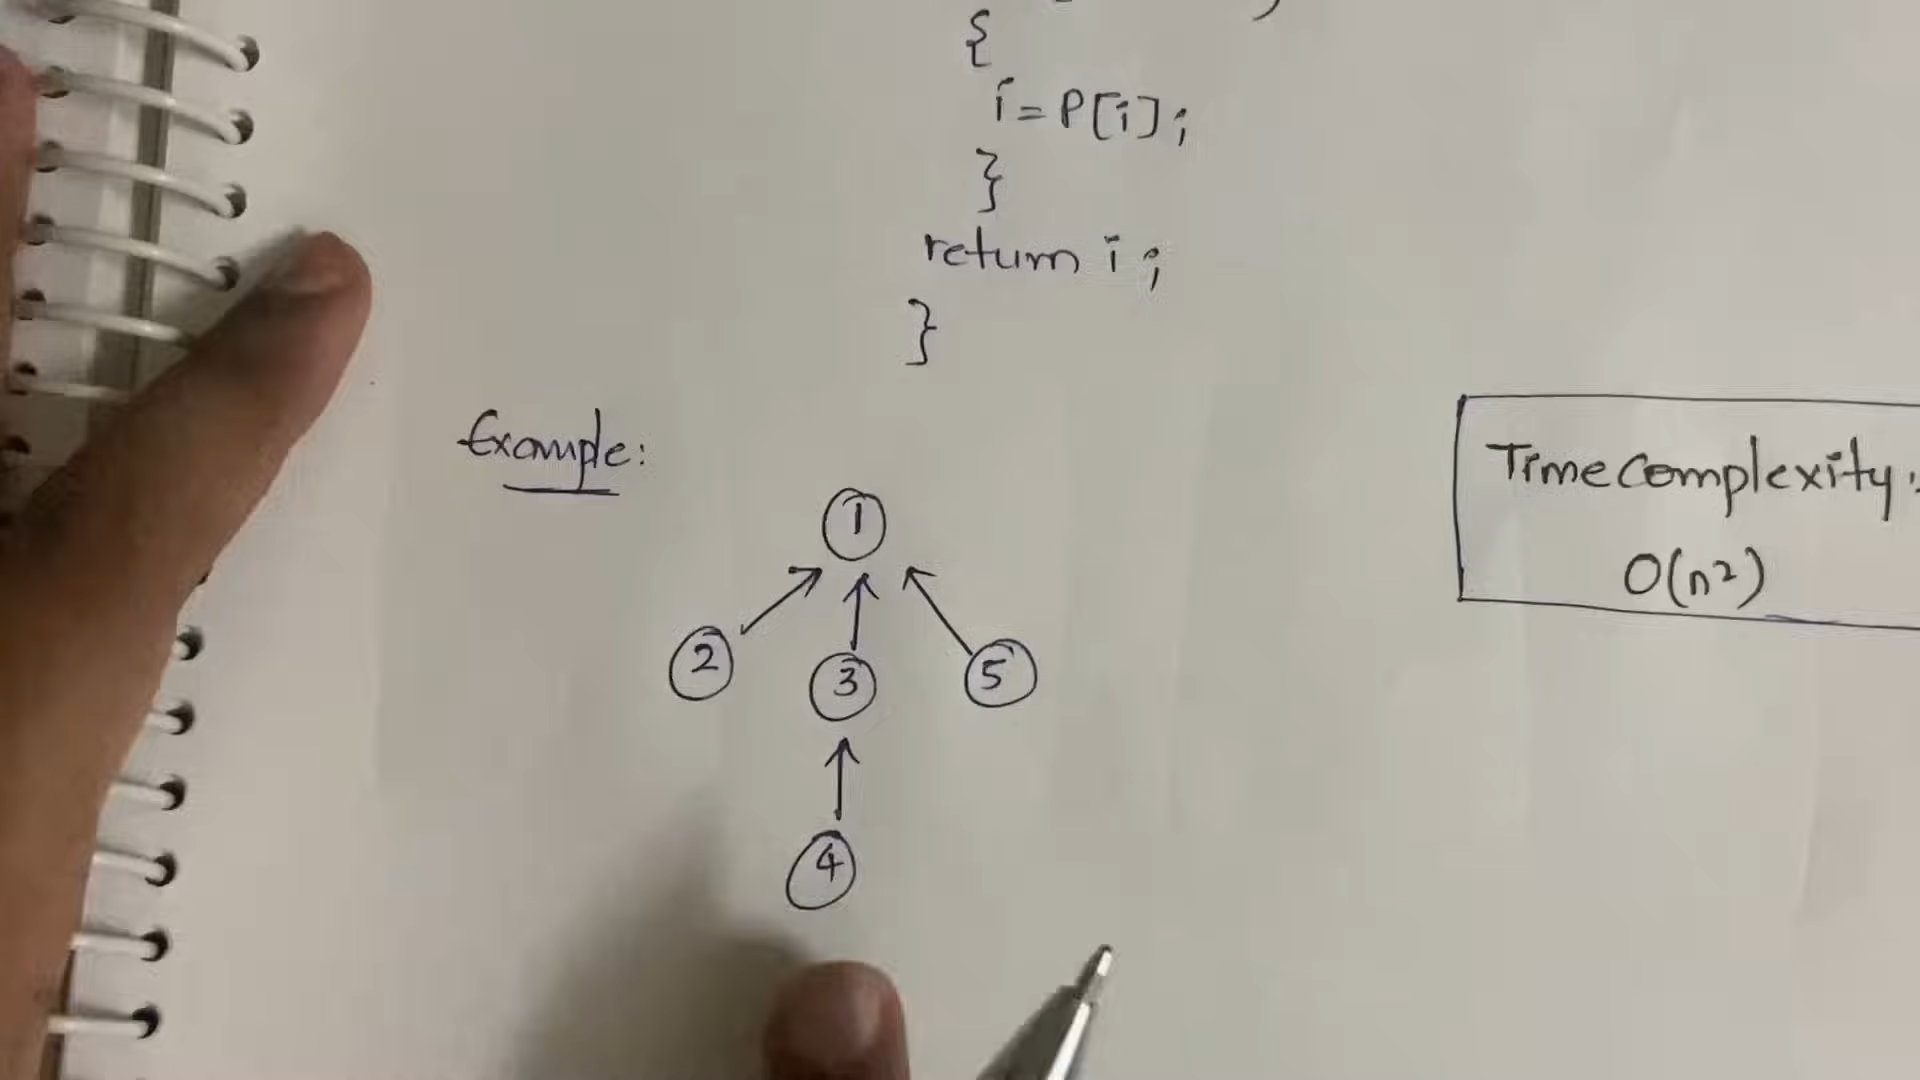 {
i=P[i];
}
return i;
}
Example:
Time complexity:
O(n²)
1
2
3
5
4